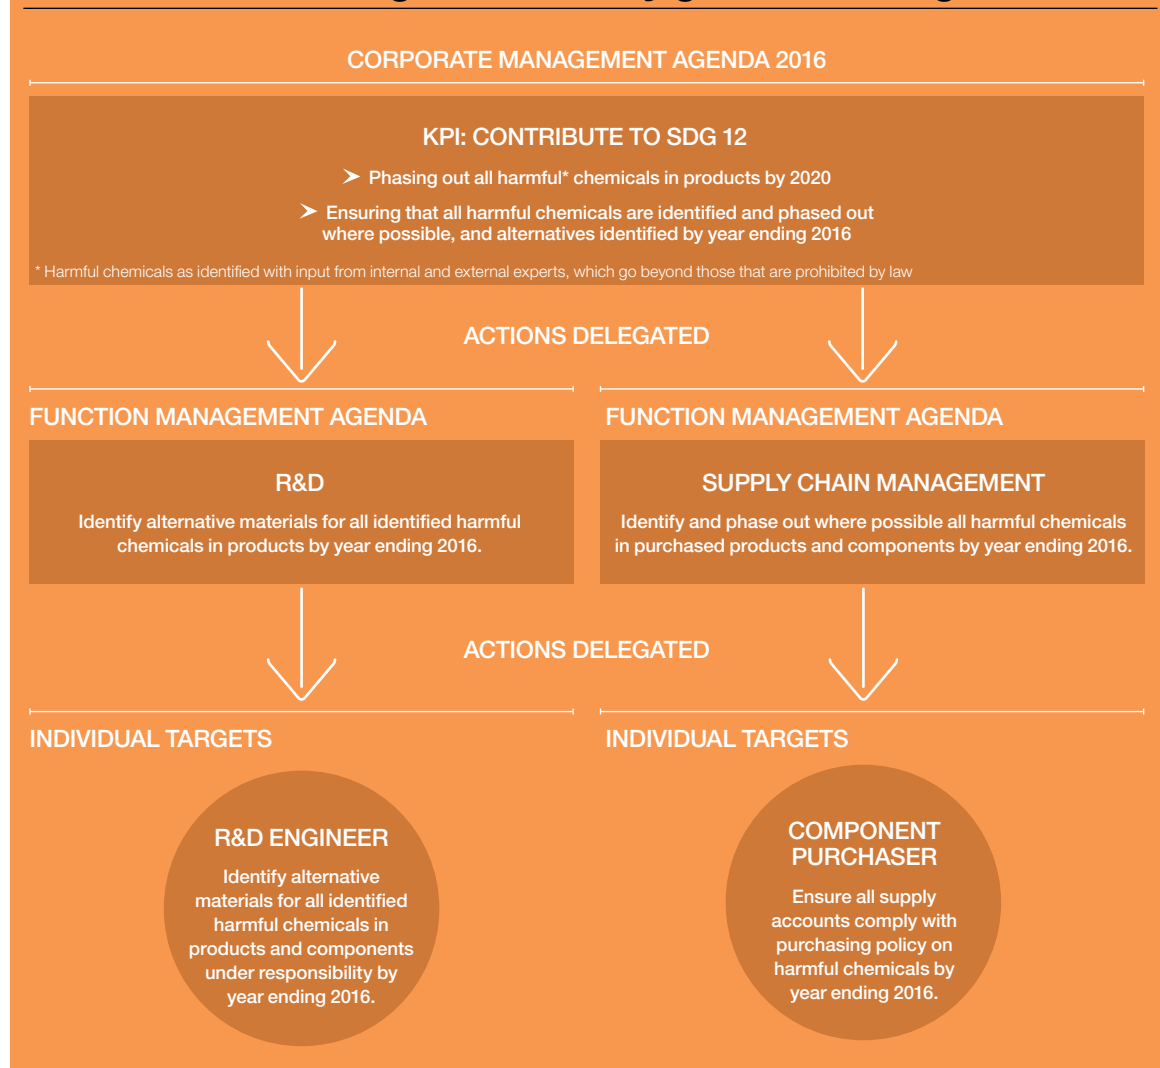 CORPORATE MANAGEMENT AGENDA 2016
KPI: CONTRIBUTE TO SDG 12
➤ Phasing out all harmful* chemicals in products by 2020
➤ Ensuring that all harmful chemicals are identified and phased out
where possible, and alternatives identified by year ending 2016
* Harmful chemicals as identified with input from internal and external experts, which go beyond those that are prohibited by law
ACTIONS DELEGATED
FUNCTION MANAGEMENT AGENDA
R&D
Identify alternative materials for all identified harmful
chemicals in products by year ending 2016.
FUNCTION MANAGEMENT AGENDA
SUPPLY CHAIN MANAGEMENT
Identify and phase out where possible all harmful chemicals
in purchased products and components by year ending 2016.
ACTIONS DELEGATED
INDIVIDUAL TARGETS
R&D ENGINEER
Identify alternative
materials for all identified
harmful chemicals in
products and components
under responsibility by
year ending 2016.
INDIVIDUAL TARGETS
COMPONENT
PURCHASER
Ensure all supply
accounts comply with
purchasing policy on
harmful chemicals by
year ending 2016.